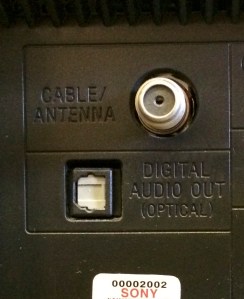 CABLE/
ANTENNA
DIGITAL
AUDIO OUT
(OPTICAL)
00002002
SONY